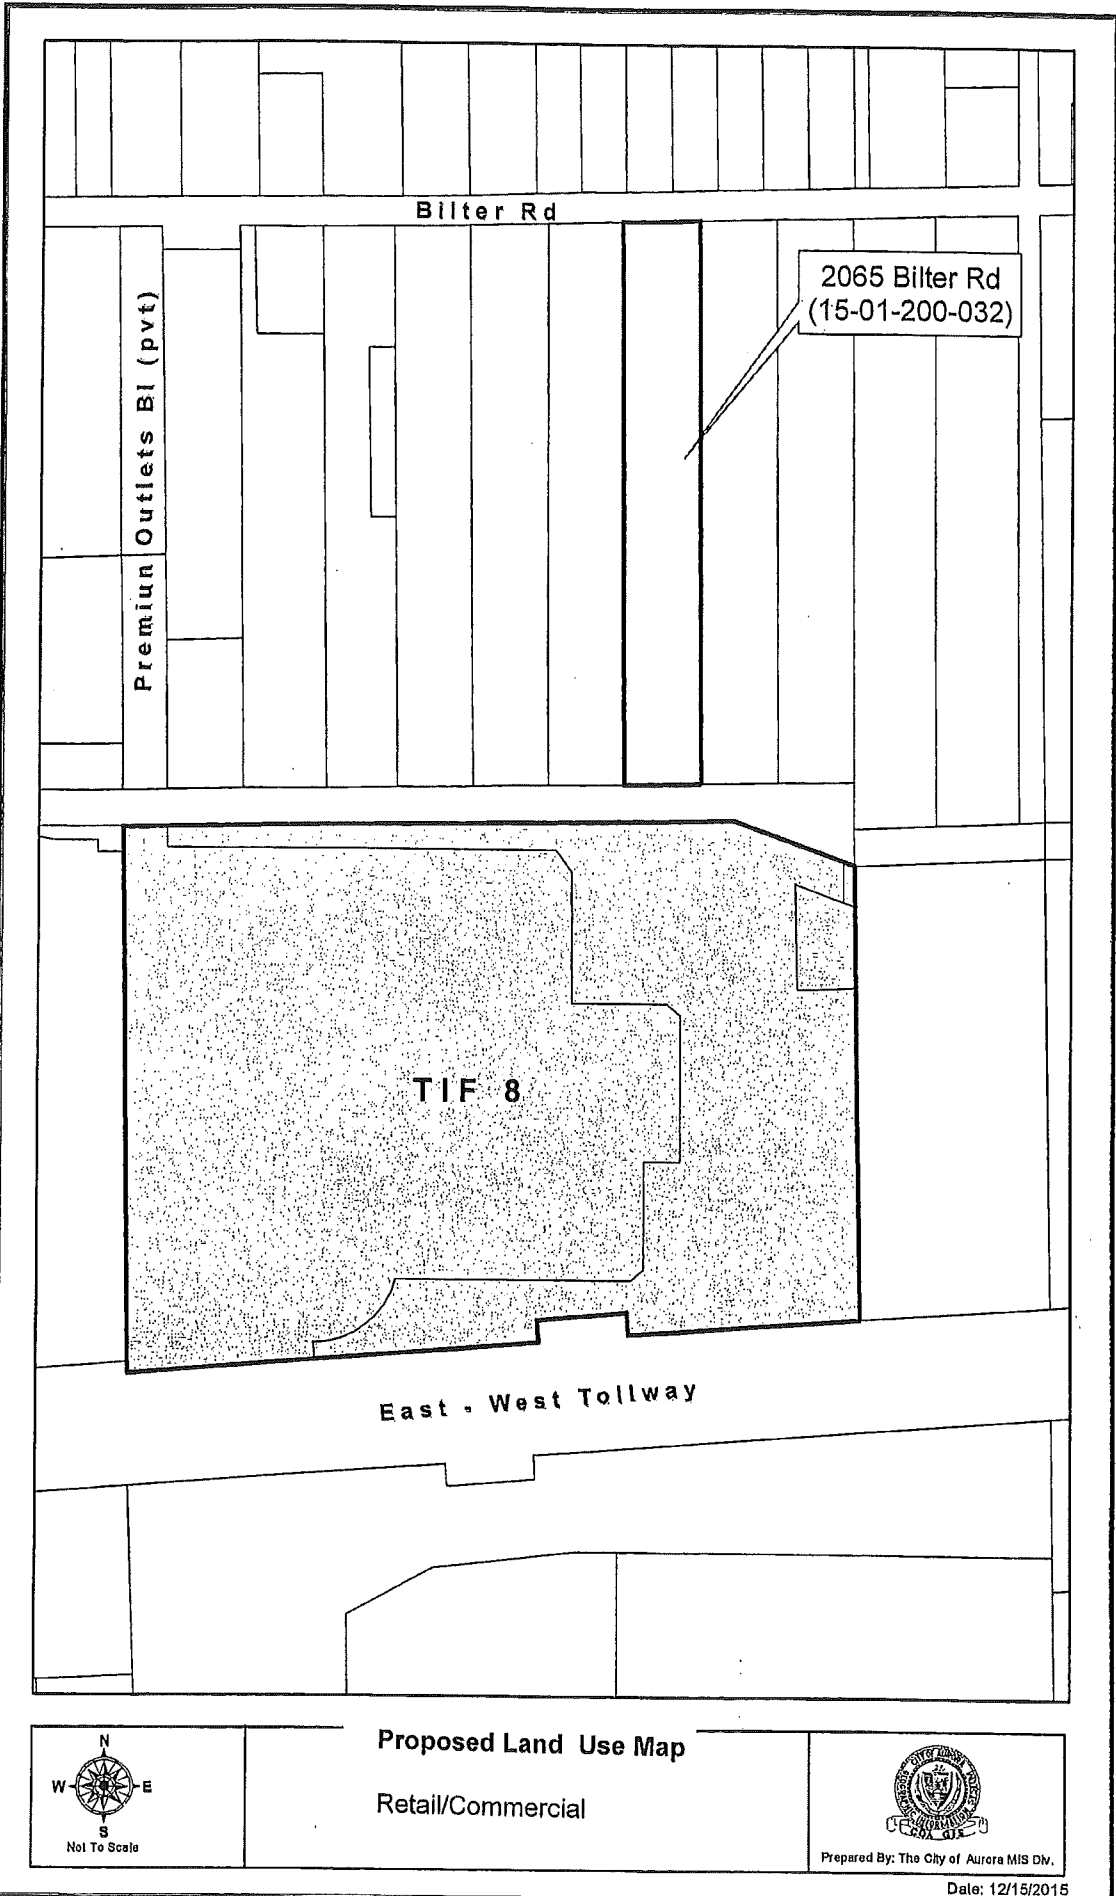 Bilter Rd
2065 Bilter Rd
(15-01-200-032)
Premiun Outlets Bl (pvt)
TIF 8
East - West Tollway
Proposed Land Use Map
Retail/Commercial
N
W E
S
Not To Scale
COA GIS
Prepared By: The City of Aurora MIS Div.
Date: 12/15/2015